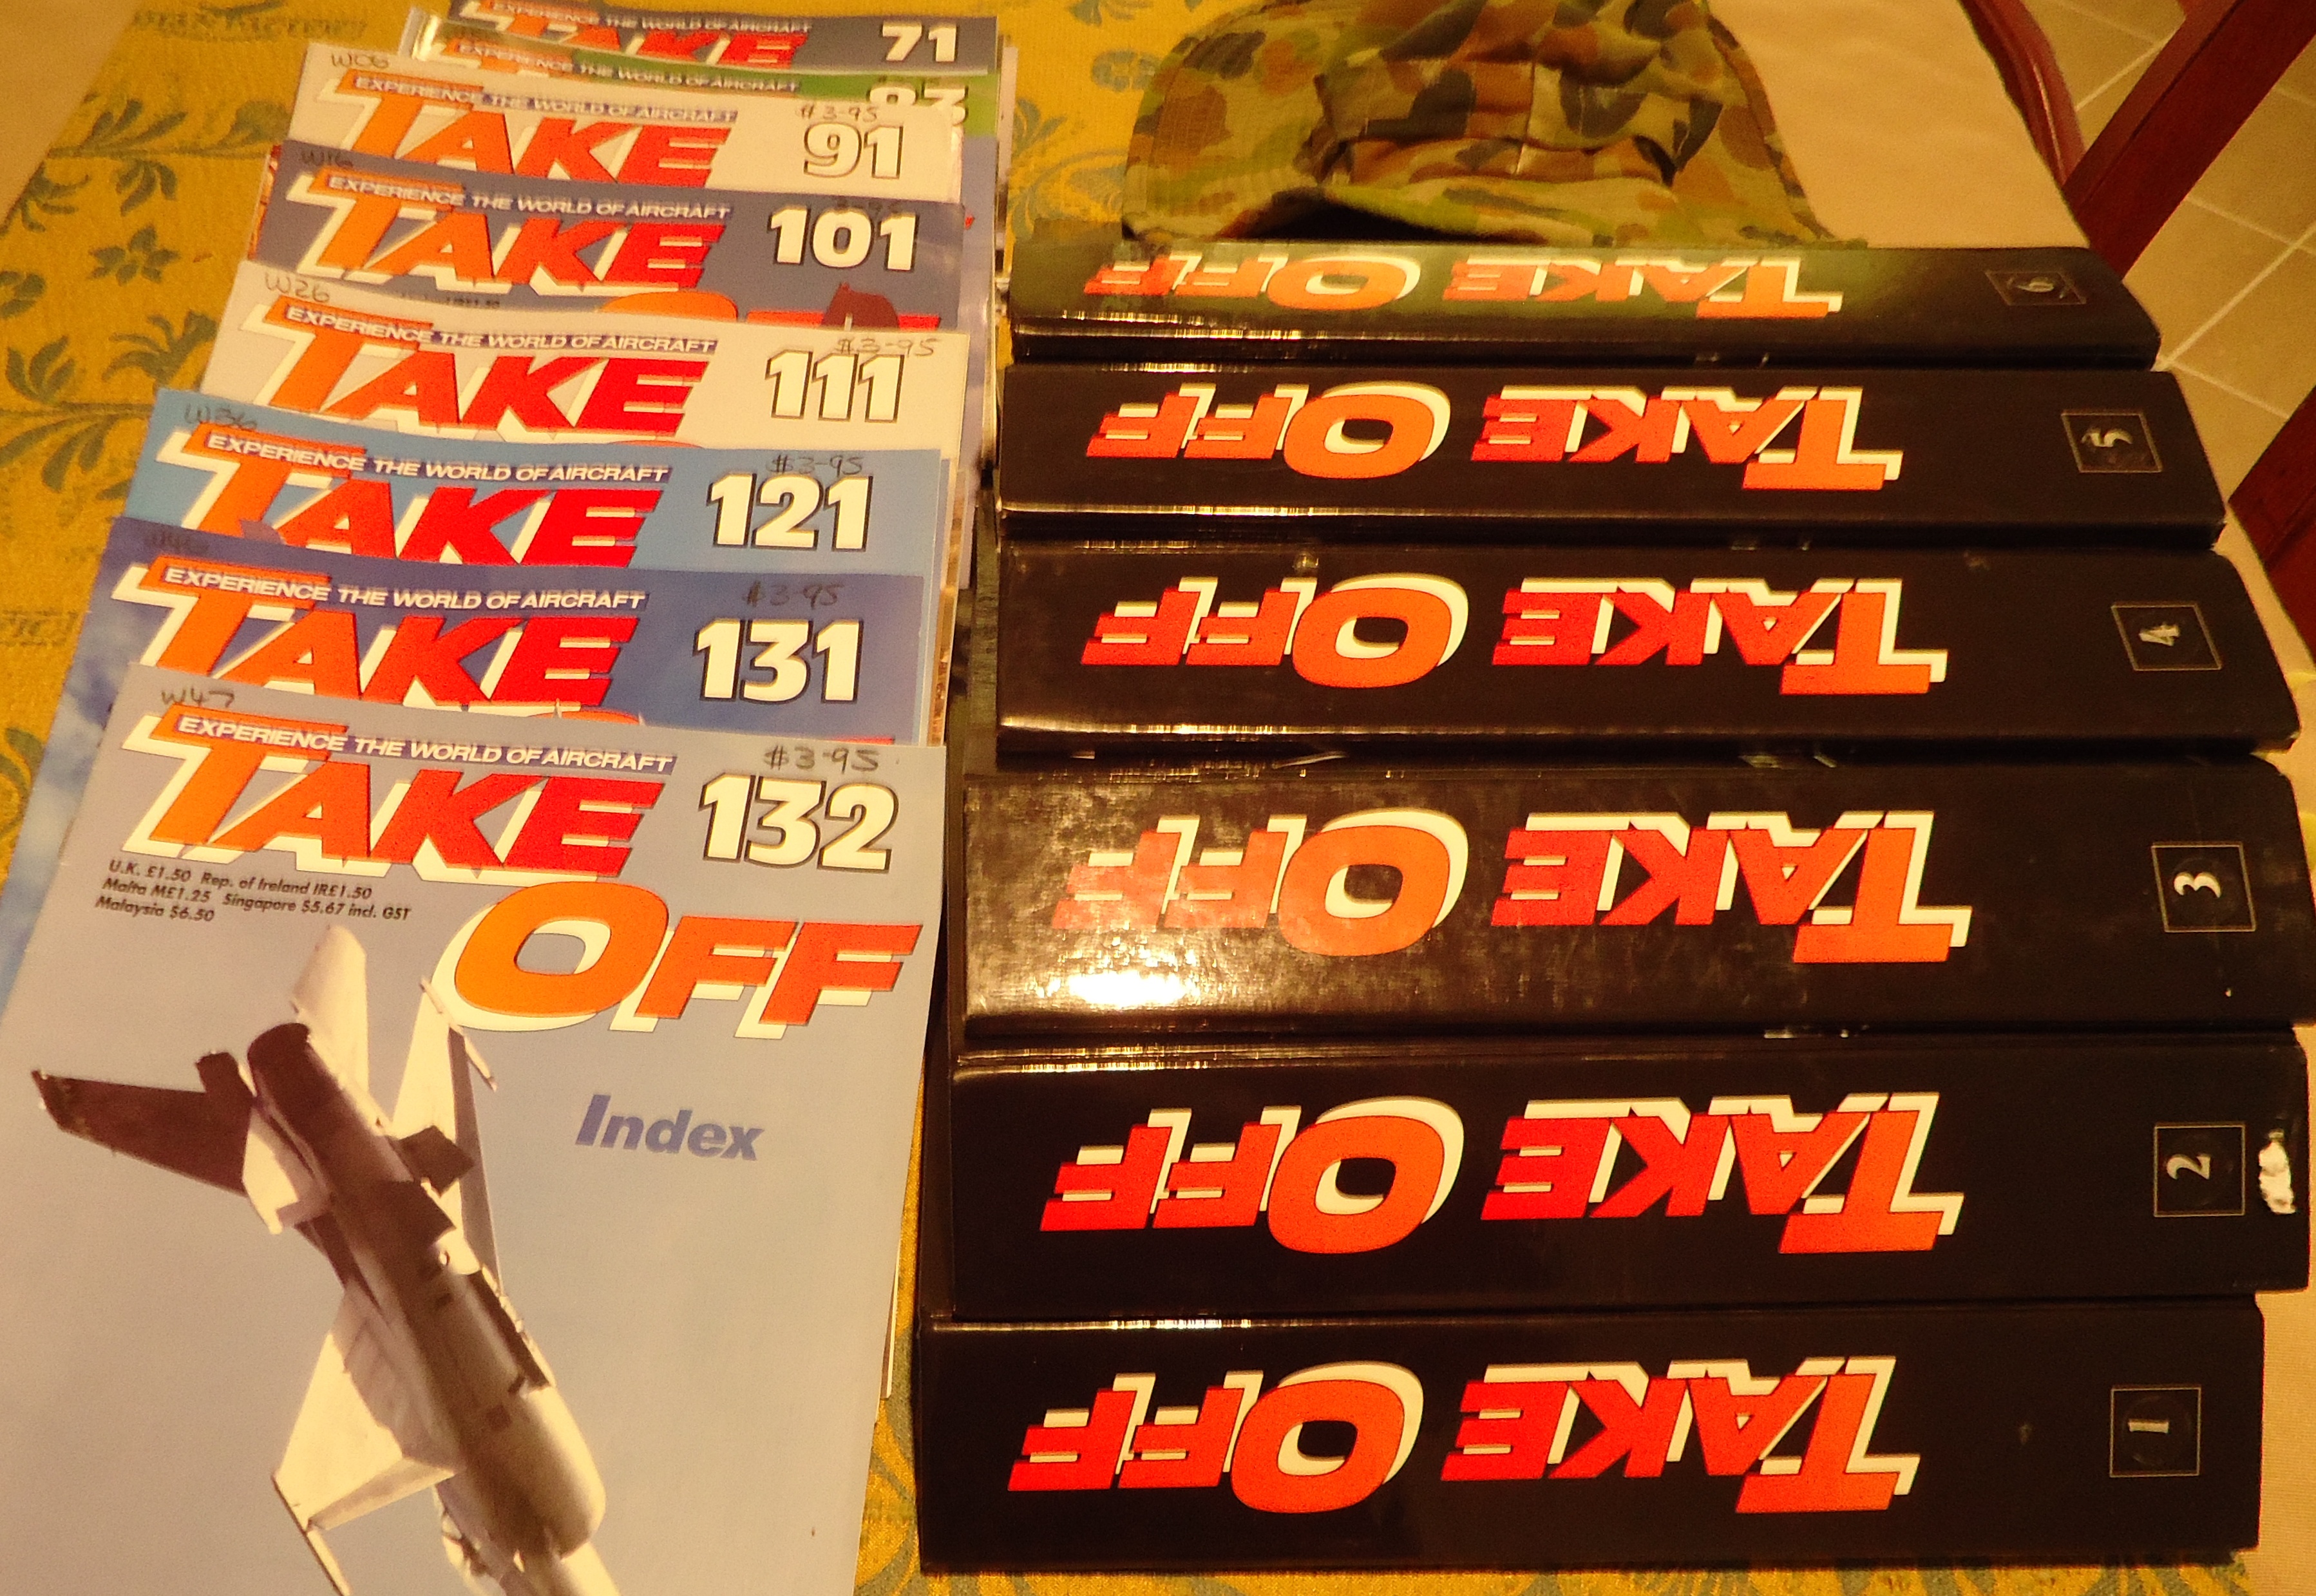 EXPERIENCE THE WORLD OF AIRCRAFT
TAKE 71
EXPERIENCE THE WORLD OF AIRCRAFT
83
W06
EXPERIENCE THE WORLD OF AIRCRAFT
$3-95
TAKE 91
W16
EXPERIENCE THE WORLD OF AIRCRAFT
TAKE 101
W26
EXPERIENCE THE WORLD OF AIRCRAFT
$3-95
TAKE 111
W36
EXPERIENCE THE WORLD OF AIRCRAFT
$3-95
TAKE 121
W46
EXPERIENCE THE WORLD OF AIRCRAFT
$3-95
TAKE 131
W47
EXPERIENCE THE WORLD OF AIRCRAFT
$3-95
TAKE 132
OFF
U.K. £1.50 Rep. of Ireland IR£1.50
Malta M£1.25 Singapore $5.67 incl. GST
Malaysia $6.50
Index
TAKE OFF 6
TAKE OFF 5
TAKE OFF 4
TAKE OFF 3
TAKE OFF 2
TAKE OFF 1